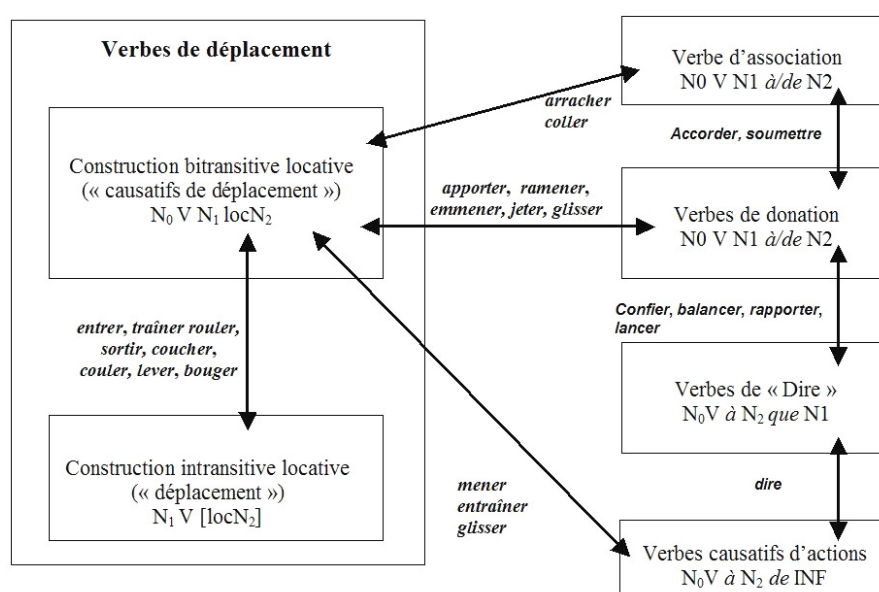 Verbes de déplacement
Construction bitransitive locative
(« causatifs de déplacement »)
N₀ V N₁ locN₂
entrer, traîner rouler,
sortir, coucher,
couler, lever, bouger
Construction intransitive locative
(« déplacement »)
N₁ V [locN₂]
arracher
coller
apporter, ramener,
emmener, jeter, glisser
mener
entraîner
glisser
Verbe d’association
N0 V N1 à/de N2
Accorder, soumettre
Verbes de donation
N0 V N1 à/de N2
Confier, balancer, rapporter,
lancer
Verbes de « Dire »
N₀V à N₂ que N1
dire
Verbes causatifs d’actions
N₀V à N₂ de INF